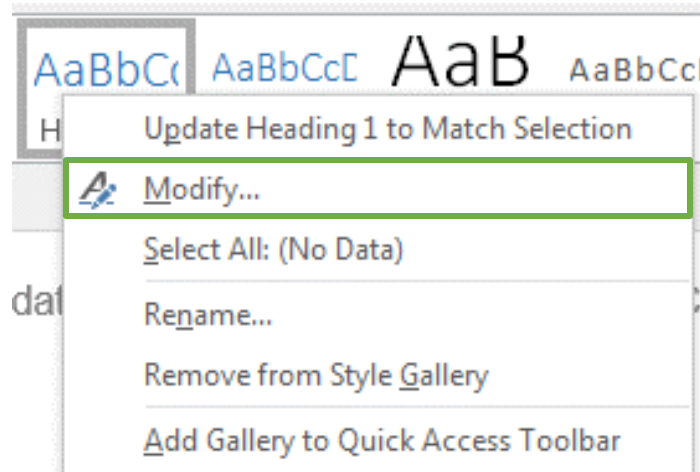 AaBbCc AaBbCcD AaB AaBbCc
H
Update Heading 1 to Match Selection
Modify...
Select All: (No Data)
dat
Rename...
Remove from Style Gallery
Add Gallery to Quick Access Toolbar